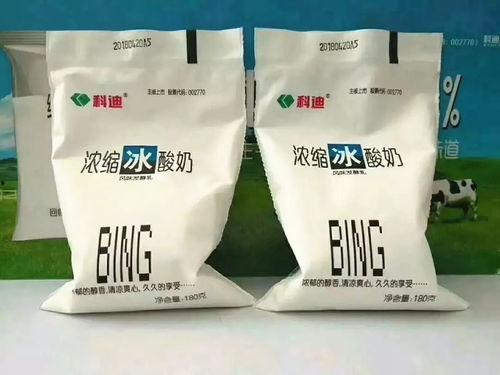 20180420A5
科迪®
主板上市 股票代码:002770
浓缩冰酸奶
风味发酵乳
BING
浓郁的醇香,清凉爽心,久久的享受……
净含量:180克
20180420A5
科迪®
主板上市 股票代码:002770
浓缩冰酸奶
风味发酵乳
BING
浓郁的醇香,清凉爽心,久久的享受……
净含量:180克
002770)
%
味道